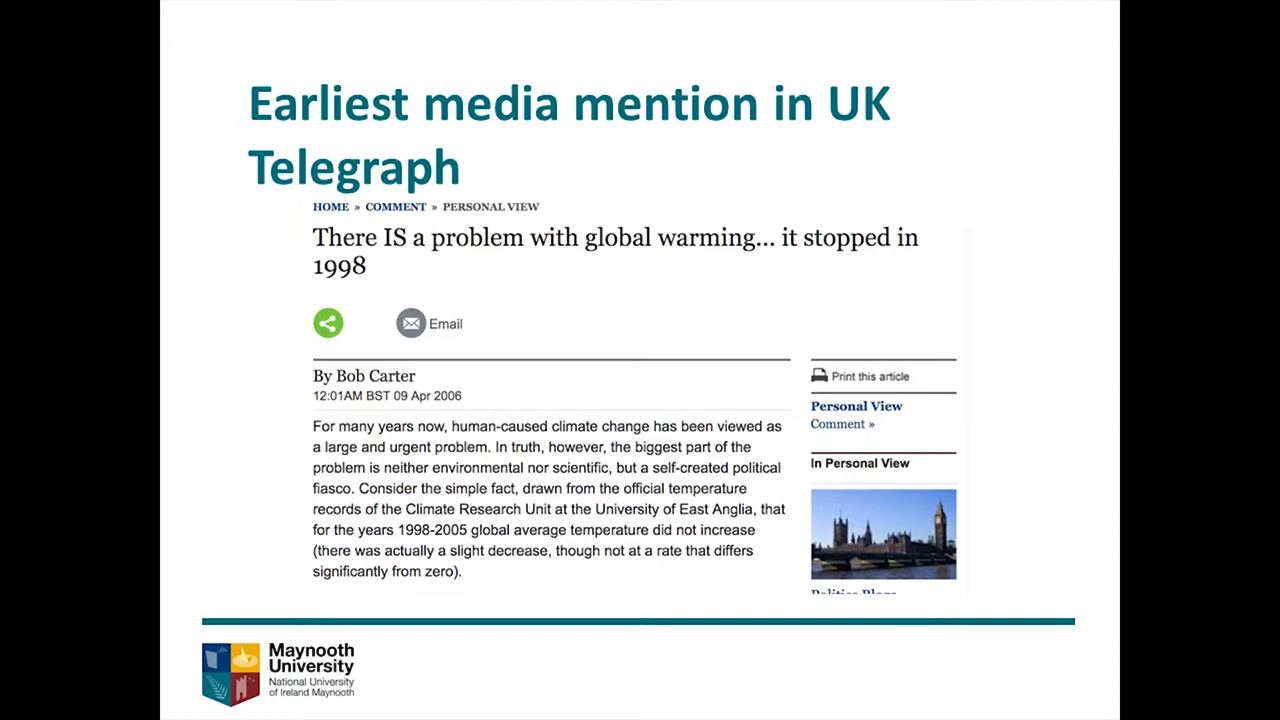 Earliest media mention in UK
Telegraph
HOME » COMMENT » PERSONAL VIEW
There IS a problem with global warming... it stopped in
1998
Email
By Bob Carter
12:01AM BST 09 Apr 2006
For many years now, human-caused climate change has been viewed as
a large and urgent problem. In truth, however, the biggest part of the
problem is neither environmental nor scientific, but a self-created political
fiasco. Consider the simple fact, drawn from the official temperature
records of the Climate Research Unit at the University of East Anglia, that
for the years 1998-2005 global average temperature did not increase
(there was actually a slight decrease, though not at a rate that differs
significantly from zero).
Print this article
Personal View
Comment »
In Personal View
Politics Blogs
Maynooth
University
National University
of Ireland Maynooth